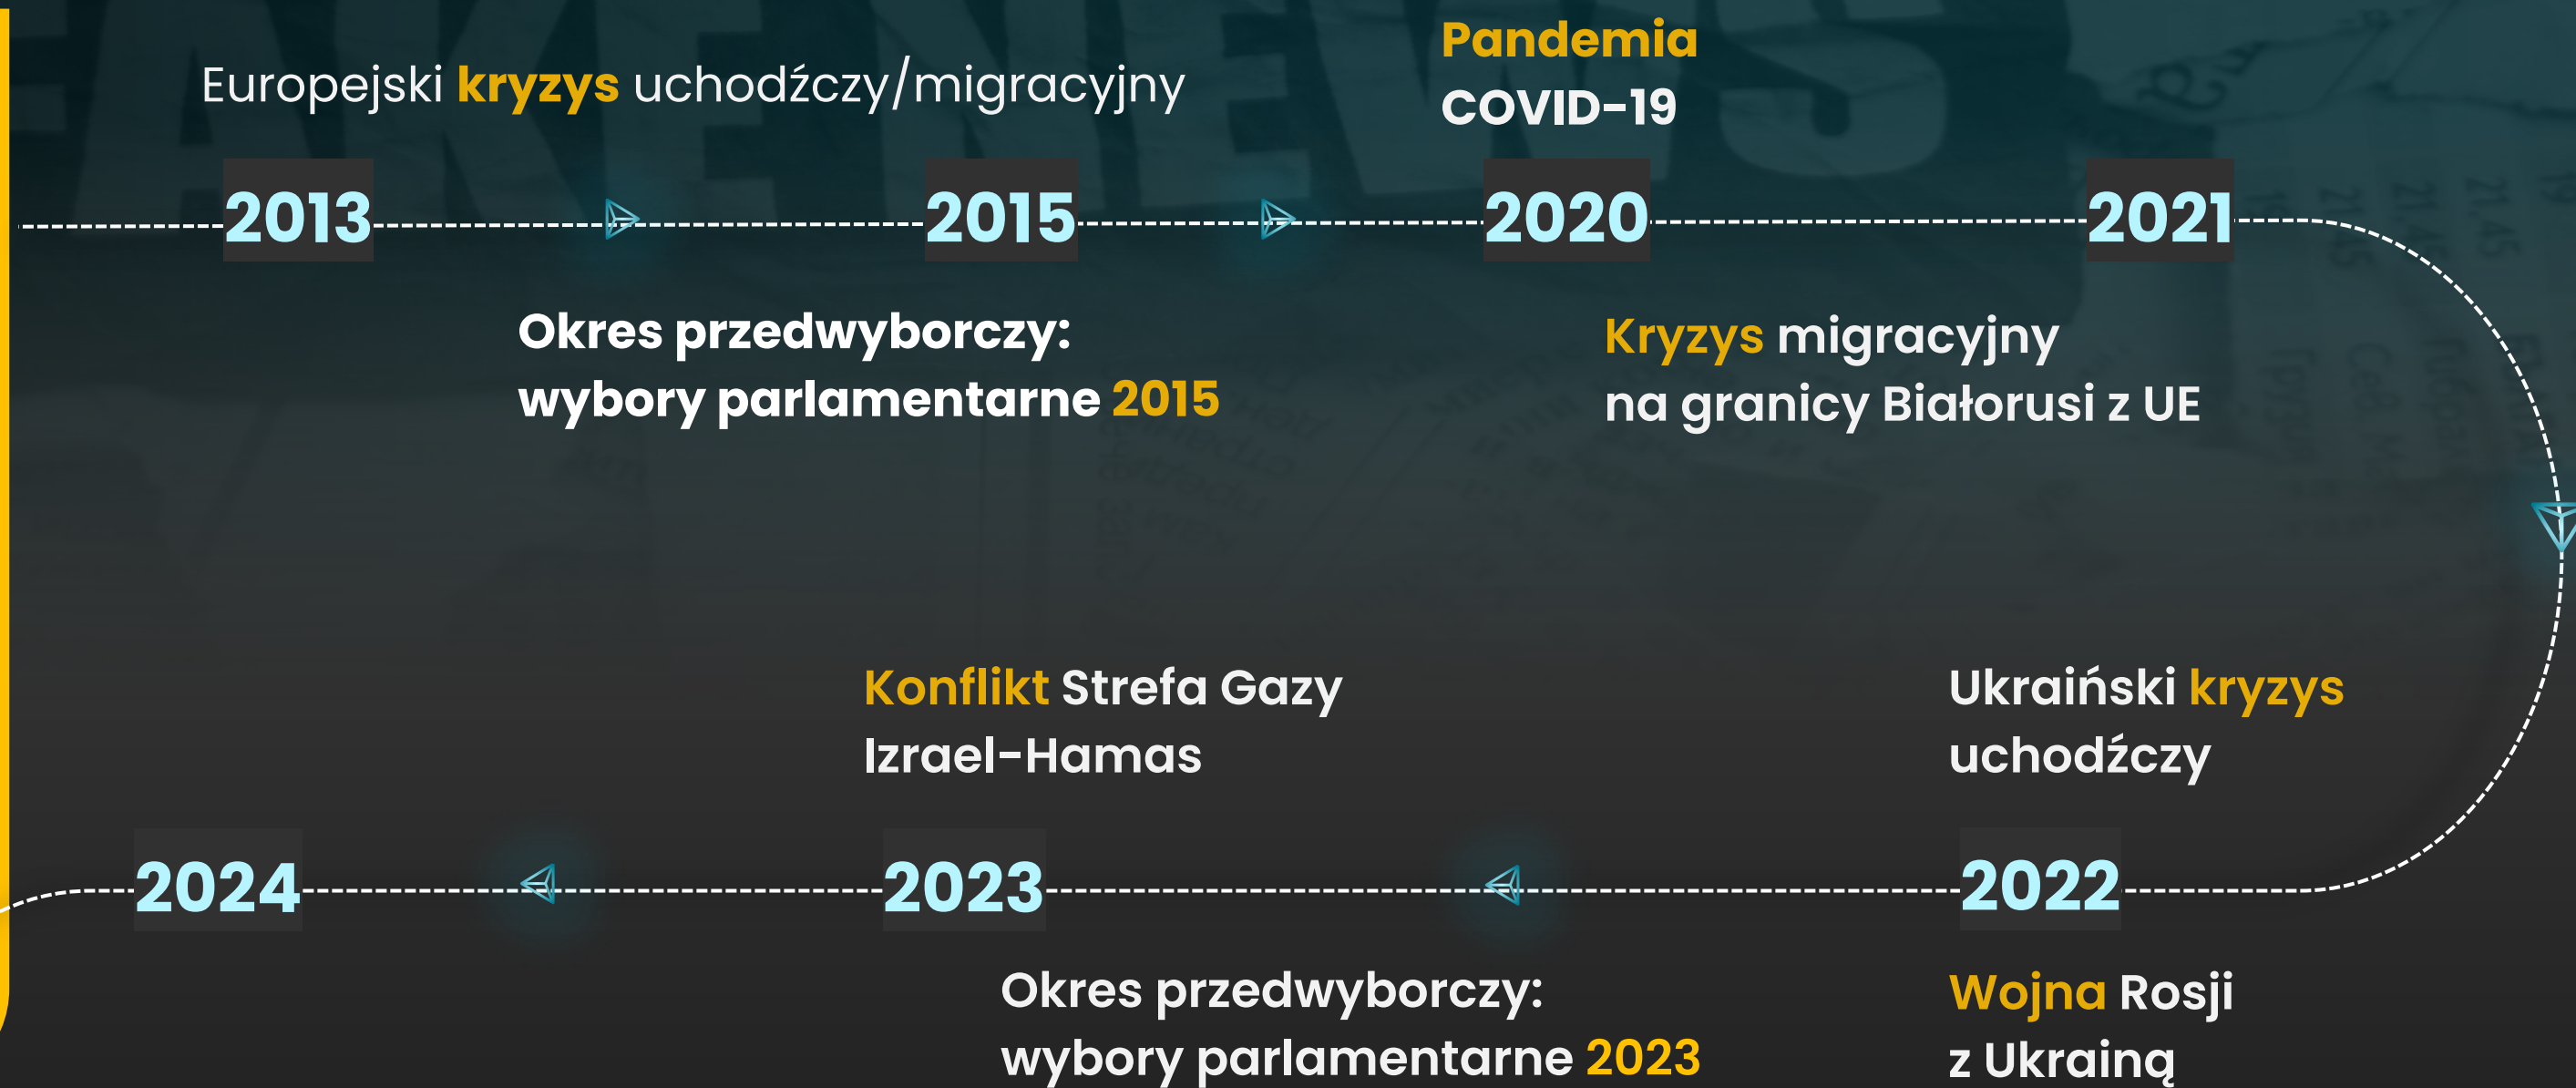 FAKE NEWS
Europejski kryzys uchodźczy/migracyjny
Pandemia
COVID-19
2013
2015
2020
2021
Okres przedwyborczy:
wybory parlamentarne 2015
Kryzys migracyjny
na granicy Białorusi z UE
Konflikt Strefa Gazy
Izrael-Hamas
Ukraiński kryzys
uchodźczy
2024
2023
2022
Okres przedwyborczy:
wybory parlamentarne 2023
Wojna Rosji
z Ukrainą